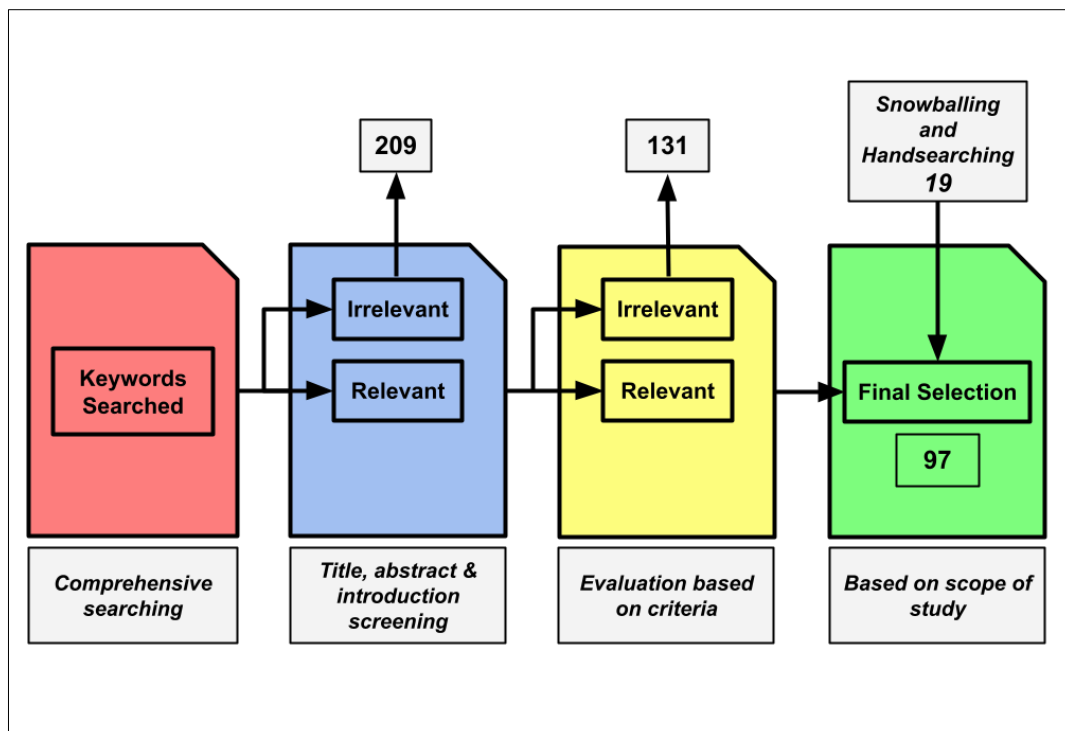 Snowballing
and
Handsearching
19
209
131
Keywords
Searched
Irrelevant
Relevant
Irrelevant
Relevant
Final Selection
97
Comprehensive
searching
Title, abstract &
introduction
screening
Evaluation based
on criteria
Based on scope of
study